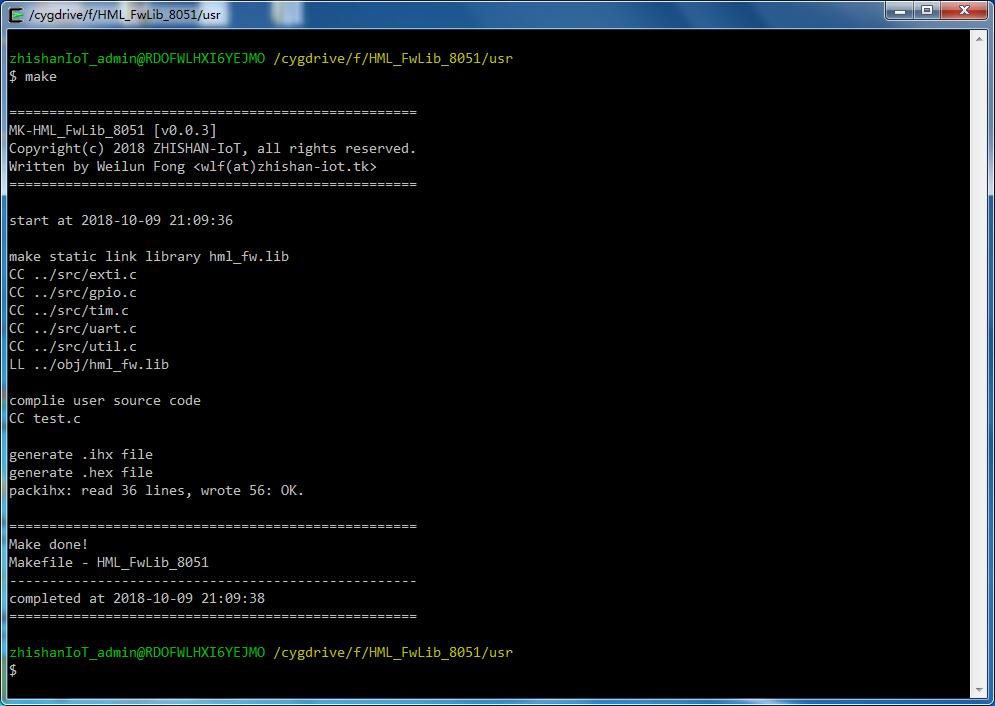 /cygdrive/f/HML_FwLib_8051/usr
zhishanIoT_admin@RDOFWLHXI6YEJMO /cygdrive/f/HML_FwLib_8051/usr
$ make
===================================================
MK-HML_FwLib_8051 [v0.0.3]
Copyright(c) 2018 ZHISHAN-IoT, all rights reserved.
Written by Weilun Fong <wlf(at)zhishan-iot.tk>
===================================================
start at 2018-10-09 21:09:36
make static link library hml_fw.lib
CC ../src/exti.c
CC ../src/gpio.c
CC ../src/tim.c
CC ../src/uart.c
CC ../src/util.c
LL ../obj/hml_fw.lib
complie user source code
CC test.c
generate .ihx file
generate .hex file
packihx: read 36 lines, wrote 56: OK.
===================================================
Make done!
Makefile - HML_FwLib_8051
---------------------------------------------------
completed at 2018-10-09 21:09:38
===================================================
zhishanIoT_admin@RDOFWLHXI6YEJMO /cygdrive/f/HML_FwLib_8051/usr
$